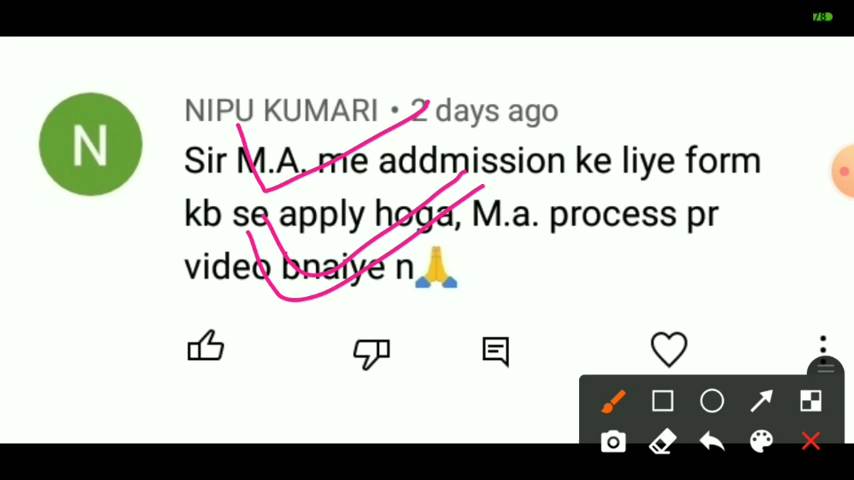 78
N
NIPU KUMARI • 2 days ago
Sir M.A. me addmission ke liye form
kb se apply hoga, M.a. process pr
video bnaiye n🙏